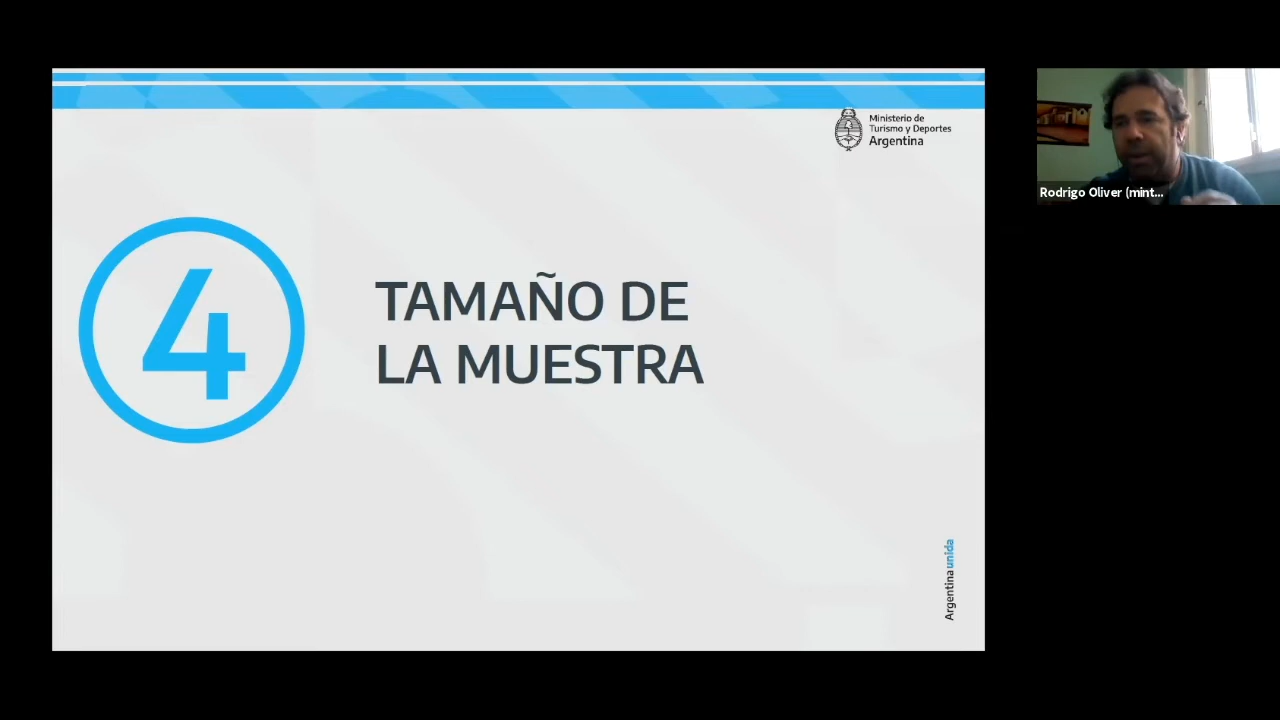 Ministerio de
Turismo y Deportes
Argentina
4
TAMAÑO DE
LA MUESTRA
Argentina unida
Rodrigo Oliver (mint...